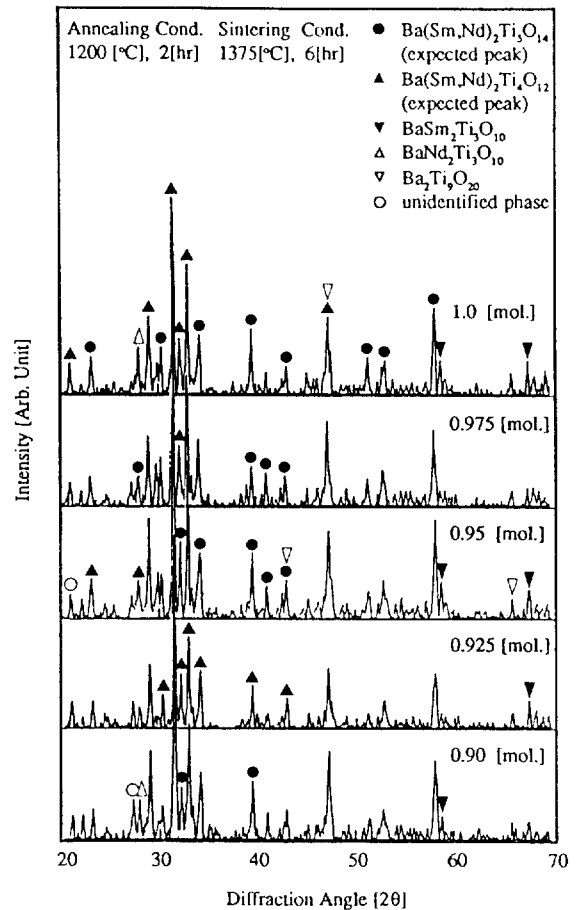 Annealing Cond. Sintering Cond.
1200 [°C], 2[hr] 1375[°C], 6[hr]
● Ba(Sm,Nd)₂Ti₅O₁₄
(expected peak)
▲ Ba(Sm,Nd)₂Ti₄O₁₂
(expected peak)
▼ BaSm₂Ti₃O₁₀
△ BaNd₂Ti₃O₁₀
▽ Ba₂Ti₉O₂₀
○ unidentified phase
1.0 [mol.]
0.975 [mol.]
0.95 [mol.]
0.925 [mol.]
0.90 [mol.]
Intensity [Arb. Unit]
20 30 40 50 60 70
Diffraction Angle [2θ]